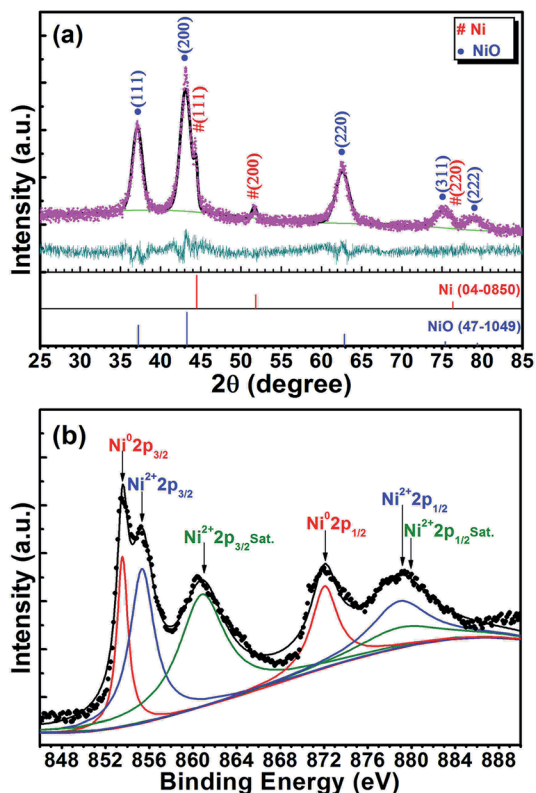 (a)
# Ni
● NiO
●(111)
●(200)
#(111)
#(200)
●(220)
●(311)
#(220)
●(222)
Intensity (a.u.)
Ni (04-0850)
NiO (47-1049)
25 30 35 40 45 50 55 60 65 70 75 80 85
2θ (degree)
(b)
Ni⁰2p₃/₂
Ni²⁺2p₃/₂
Ni²⁺2p₃/₂Sat.
Ni⁰2p₁/₂
Ni²⁺2p₁/₂
Ni²⁺2p₁/₂Sat.
Intensity (a.u.)
848 852 856 860 864 868 872 876 880 884 888
Binding Energy (eV)